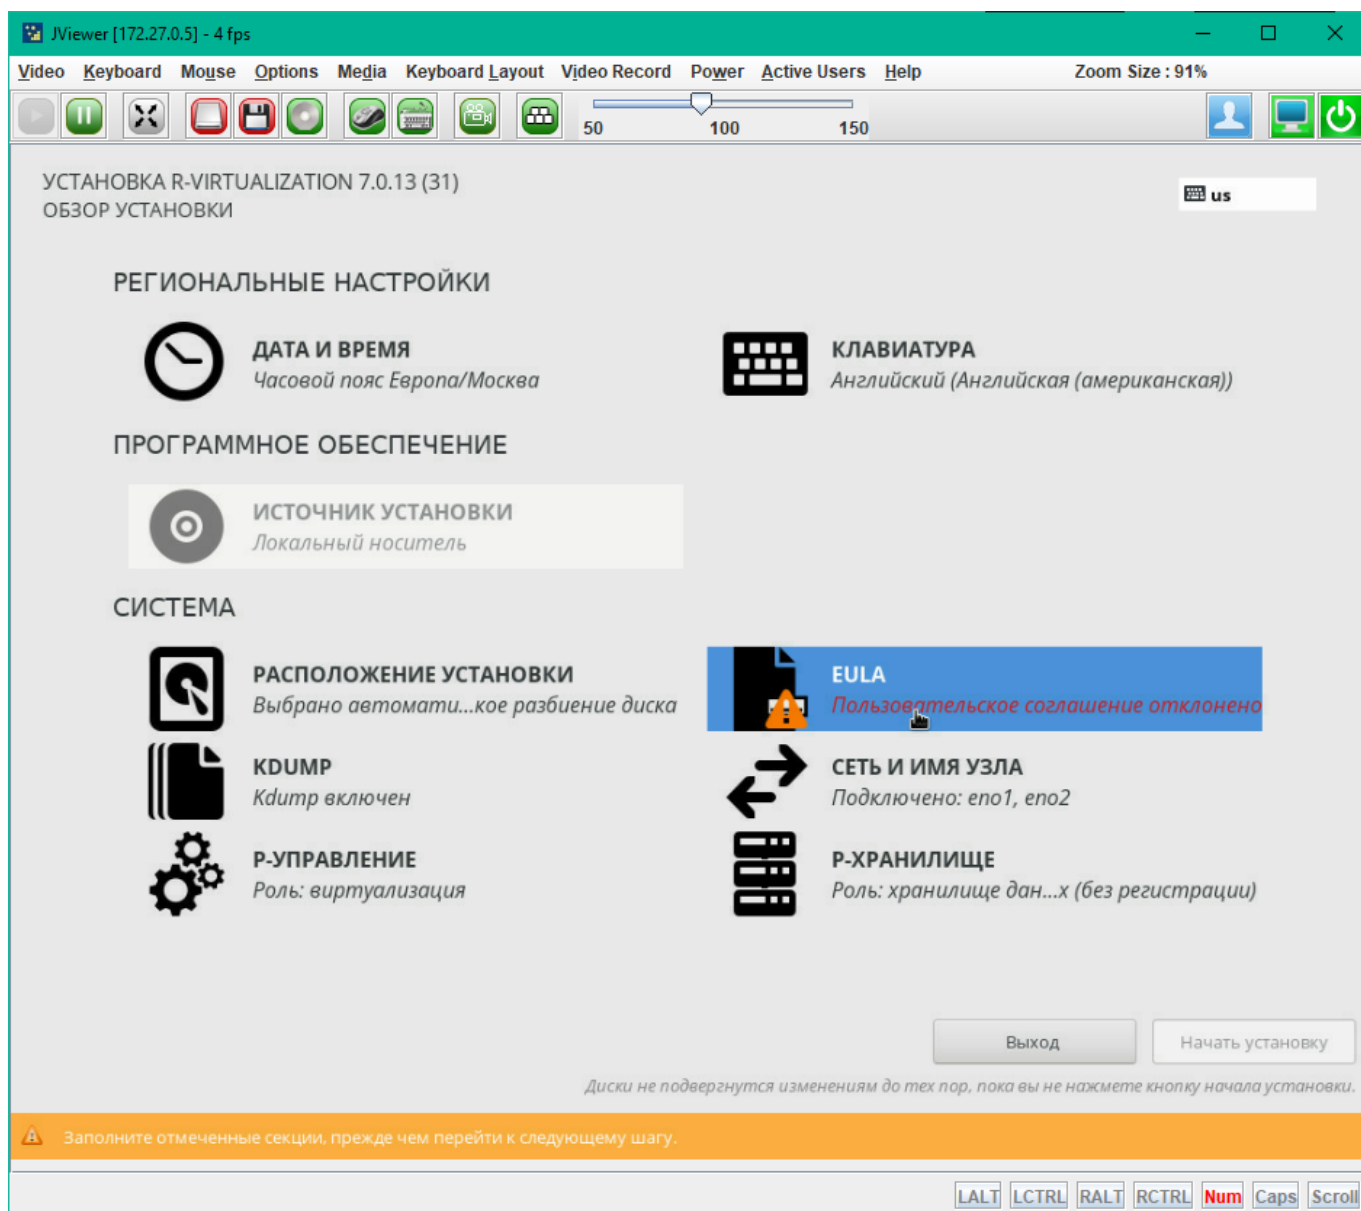 JViewer [172.27.0.5] - 4 fps
Video Keyboard Mouse Options Media Keyboard Layout Video Record Power Active Users Help Zoom Size : 91%
50 100 150
УСТАНОВКА R-VIRTUALIZATION 7.0.13 (31)
ОБЗОР УСТАНОВКИ
us
РЕГИОНАЛЬНЫЕ НАСТРОЙКИ
ДАТА И ВРЕМЯ
Часовой пояс Европа/Москва
КЛАВИАТУРА
Английский (Английская (американская))
ПРОГРАММНОЕ ОБЕСПЕЧЕНИЕ
ИСТОЧНИК УСТАНОВКИ
Локальный носитель
СИСТЕМА
РАСПОЛОЖЕНИЕ УСТАНОВКИ
Выбрано автомати...кое разбиение диска
EULA
Пользовательское соглашение отклонено
KDUMP
Kdump включен
СЕТЬ И ИМЯ УЗЛА
Подключено: eno1, eno2
Р-УПРАВЛЕНИЕ
Роль: виртуализация
Р-ХРАНИЛИЩЕ
Роль: хранилище дан...х (без регистрации)
Выход
Начать установку
Диски не подвергнутся изменениям до тех пор, пока вы не нажмете кнопку начала установки.
Заполните отмеченные секции, прежде чем перейти к следующему шагу.
LALT LCTRL RALT RCTRL Num Caps Scroll